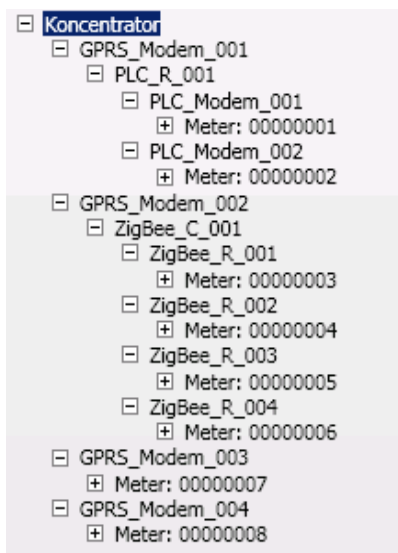 Koncentrator
GPRS_Modem_001
PLC_R_001
PLC_Modem_001
Meter: 00000001
PLC_Modem_002
Meter: 00000002
GPRS_Modem_002
ZigBee_C_001
ZigBee_R_001
Meter: 00000003
ZigBee_R_002
Meter: 00000004
ZigBee_R_003
Meter: 00000005
ZigBee_R_004
Meter: 00000006
GPRS_Modem_003
Meter: 00000007
GPRS_Modem_004
Meter: 00000008